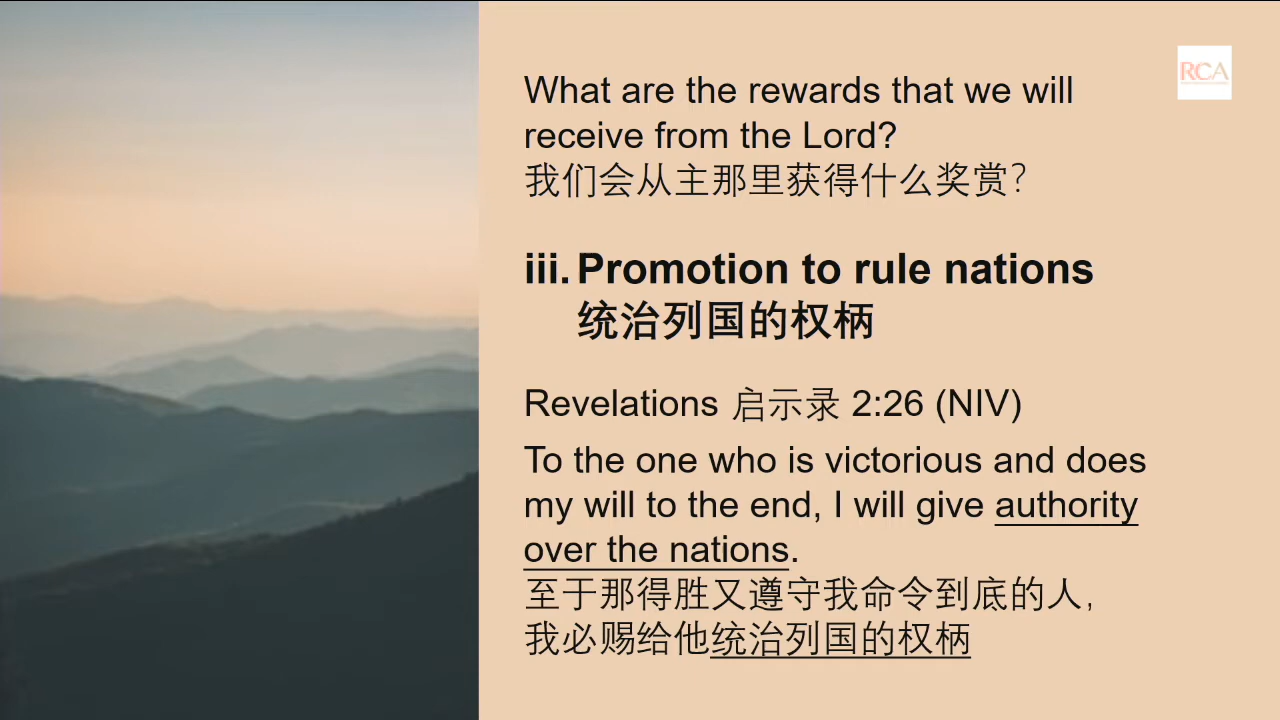 RCA
What are the rewards that we will
receive from the Lord?
我们会从主那里获得什么奖赏?
iii. Promotion to rule nations
统治列国的权柄
Revelations 启示录 2:26 (NIV)
To the one who is victorious and does
my will to the end, I will give authority
over the nations.
至于那得胜又遵守我命令到底的人,
我必赐给他统治列国的权柄